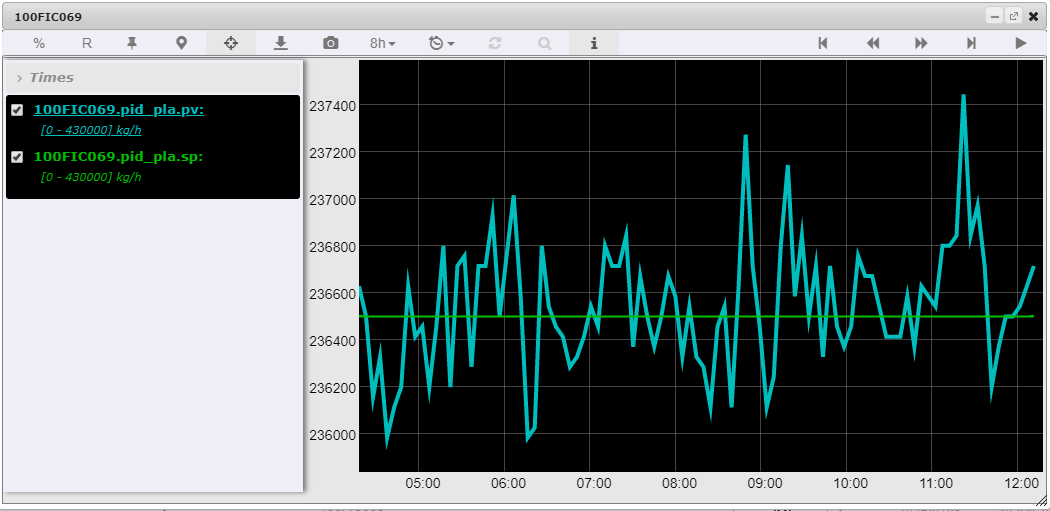 100FIC069
% R 8h
Times
100FIC069.pid_pla.pv:
[0 - 430000] kg/h
100FIC069.pid_pla.sp:
[0 - 430000] kg/h
237400
237200
237000
236800
236600
236400
236200
236000
05:00 06:00 07:00 08:00 09:00 10:00 11:00 12:00